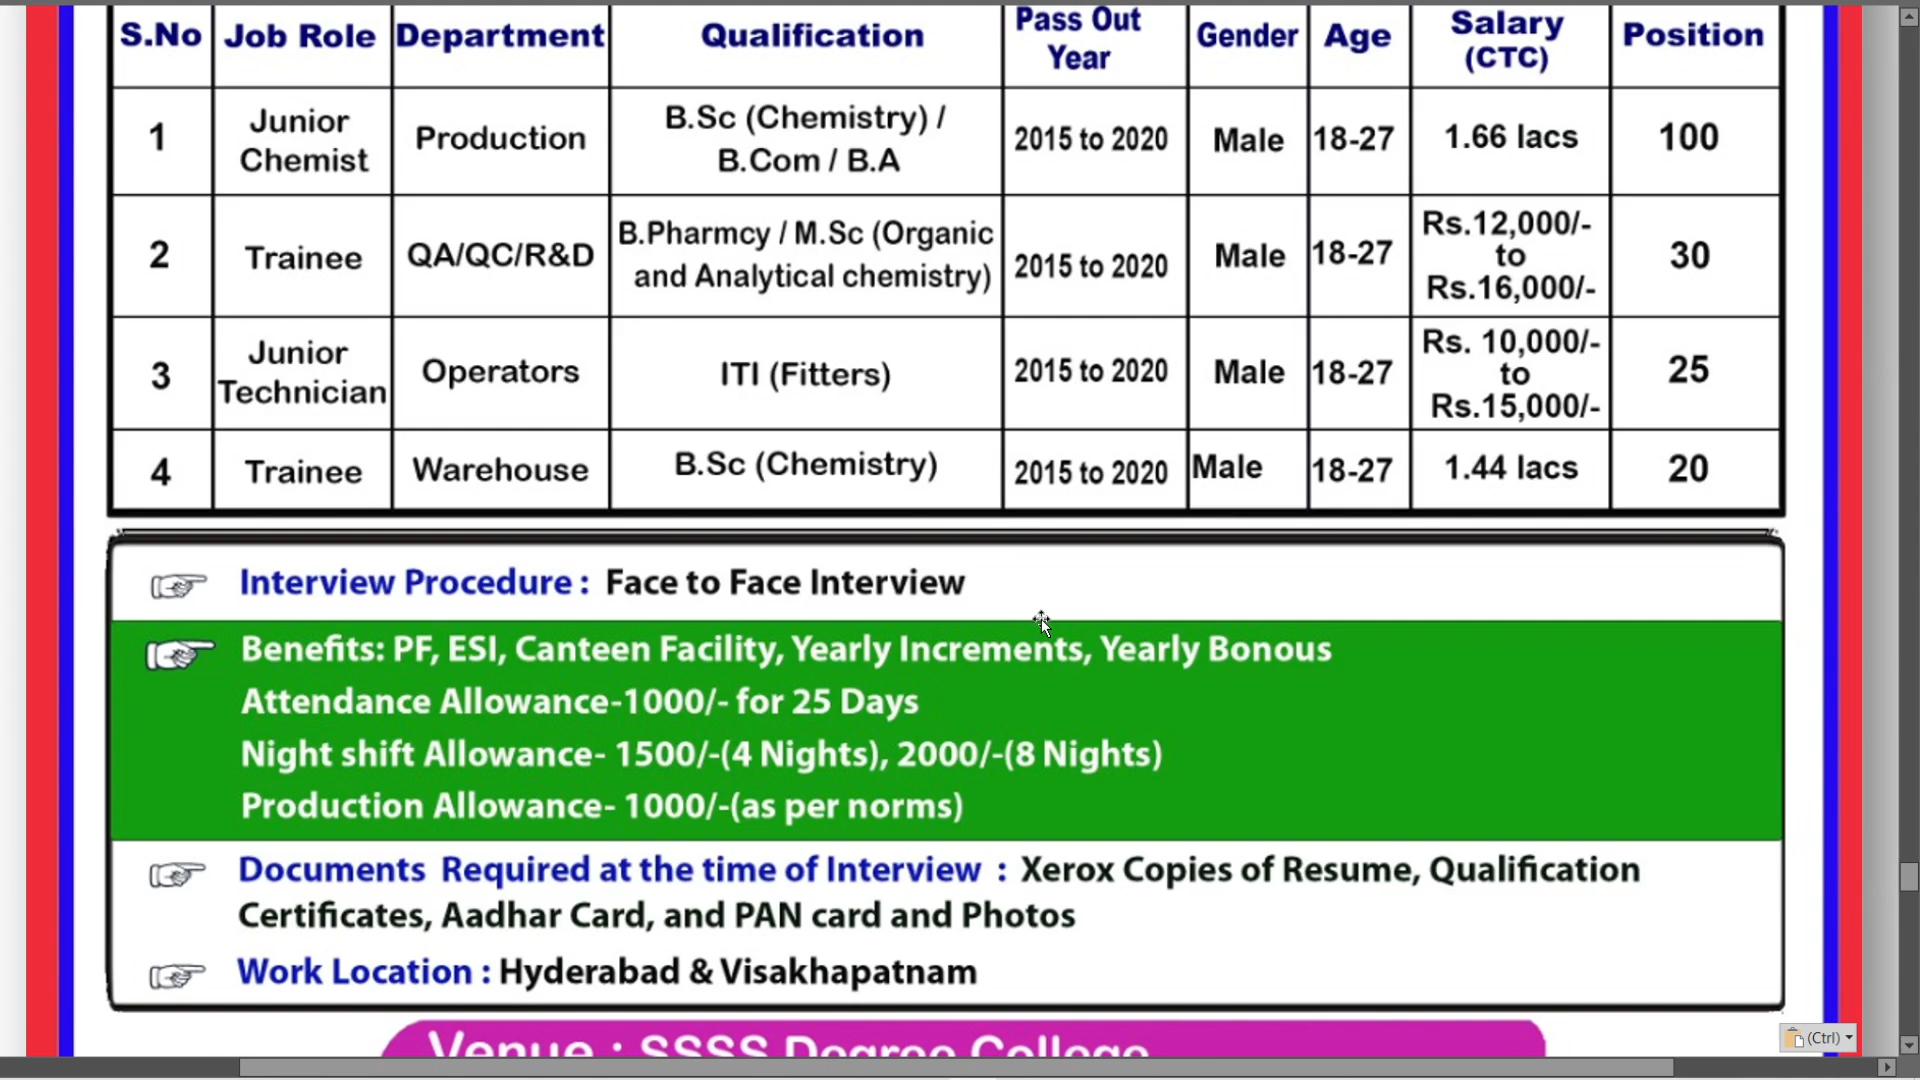 S.No Job Role Department Qualification Pass Out Year Gender Age Salary (CTC) Position
1 Junior Chemist Production B.Sc (Chemistry) / B.Com / B.A 2015 to 2020 Male 18-27 1.66 lacs 100
2 Trainee QA/QC/R&D B.Pharmcy / M.Sc (Organic and Analytical chemistry) 2015 to 2020 Male 18-27 Rs.12,000/- to Rs.16,000/- 30
3 Junior Technician Operators ITI (Fitters) 2015 to 2020 Male 18-27 Rs. 10,000/- to Rs.15,000/- 25
4 Trainee Warehouse B.Sc (Chemistry) 2015 to 2020 Male 18-27 1.44 lacs 20
Interview Procedure : Face to Face Interview
Benefits: PF, ESI, Canteen Facility, Yearly Increments, Yearly Bonous
Attendance Allowance-1000/- for 25 Days
Night shift Allowance- 1500/-(4 Nights), 2000/-(8 Nights)
Production Allowance- 1000/-(as per norms)
Documents Required at the time of Interview : Xerox Copies of Resume, Qualification
Certificates, Aadhar Card, and PAN card and Photos
Work Location : Hyderabad & Visakhapatnam
Venue : SSSS Degree College
(Ctrl)